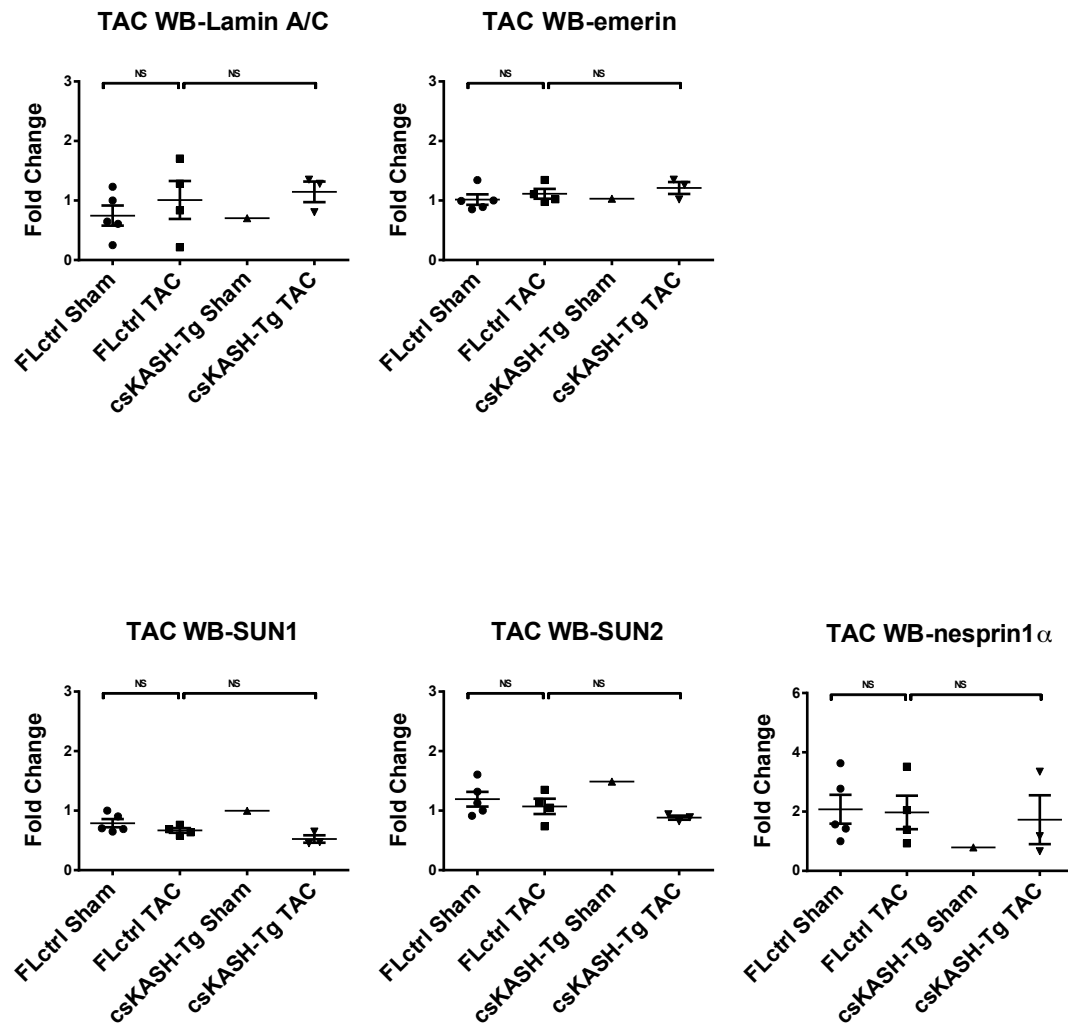 TAC WB-Lamin A/C
NS
NS
3
2
1
0
Fold Change
FLctrl Sham
FLctrl TAC
csKASH-Tg Sham
csKASH-Tg TAC
TAC WB-emerin
NS
NS
3
2
1
0
Fold Change
FLctrl Sham
FLctrl TAC
csKASH-Tg Sham
csKASH-Tg TAC
TAC WB-SUN1
NS
NS
3
2
1
0
Fold Change
FLctrl Sham
FLctrl TAC
csKASH-Tg Sham
csKASH-Tg TAC
TAC WB-SUN2
NS
NS
3
2
1
0
Fold Change
FLctrl Sham
FLctrl TAC
csKASH-Tg Sham
csKASH-Tg TAC
TAC WB-nesprin1α
NS
NS
6
4
2
0
Fold Change
FLctrl Sham
FLctrl TAC
csKASH-Tg Sham
csKASH-Tg TAC